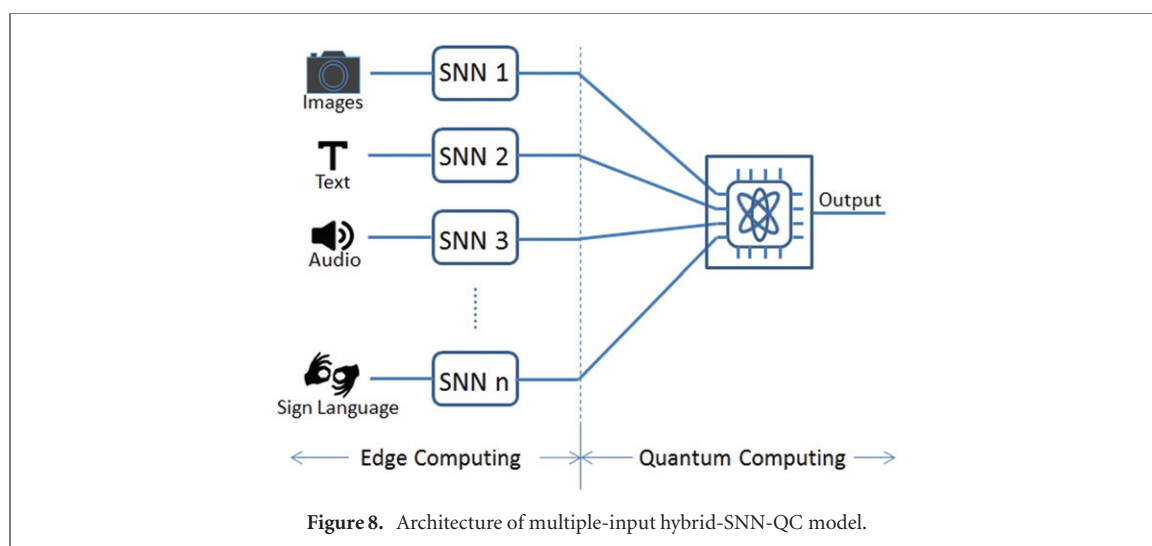 Images
SNN 1
T
Text
SNN 2
Audio
SNN 3
Output
Sign Language
SNN n
Edge Computing
Quantum Computing
Figure 8. Architecture of multiple-input hybrid-SNN-QC model.